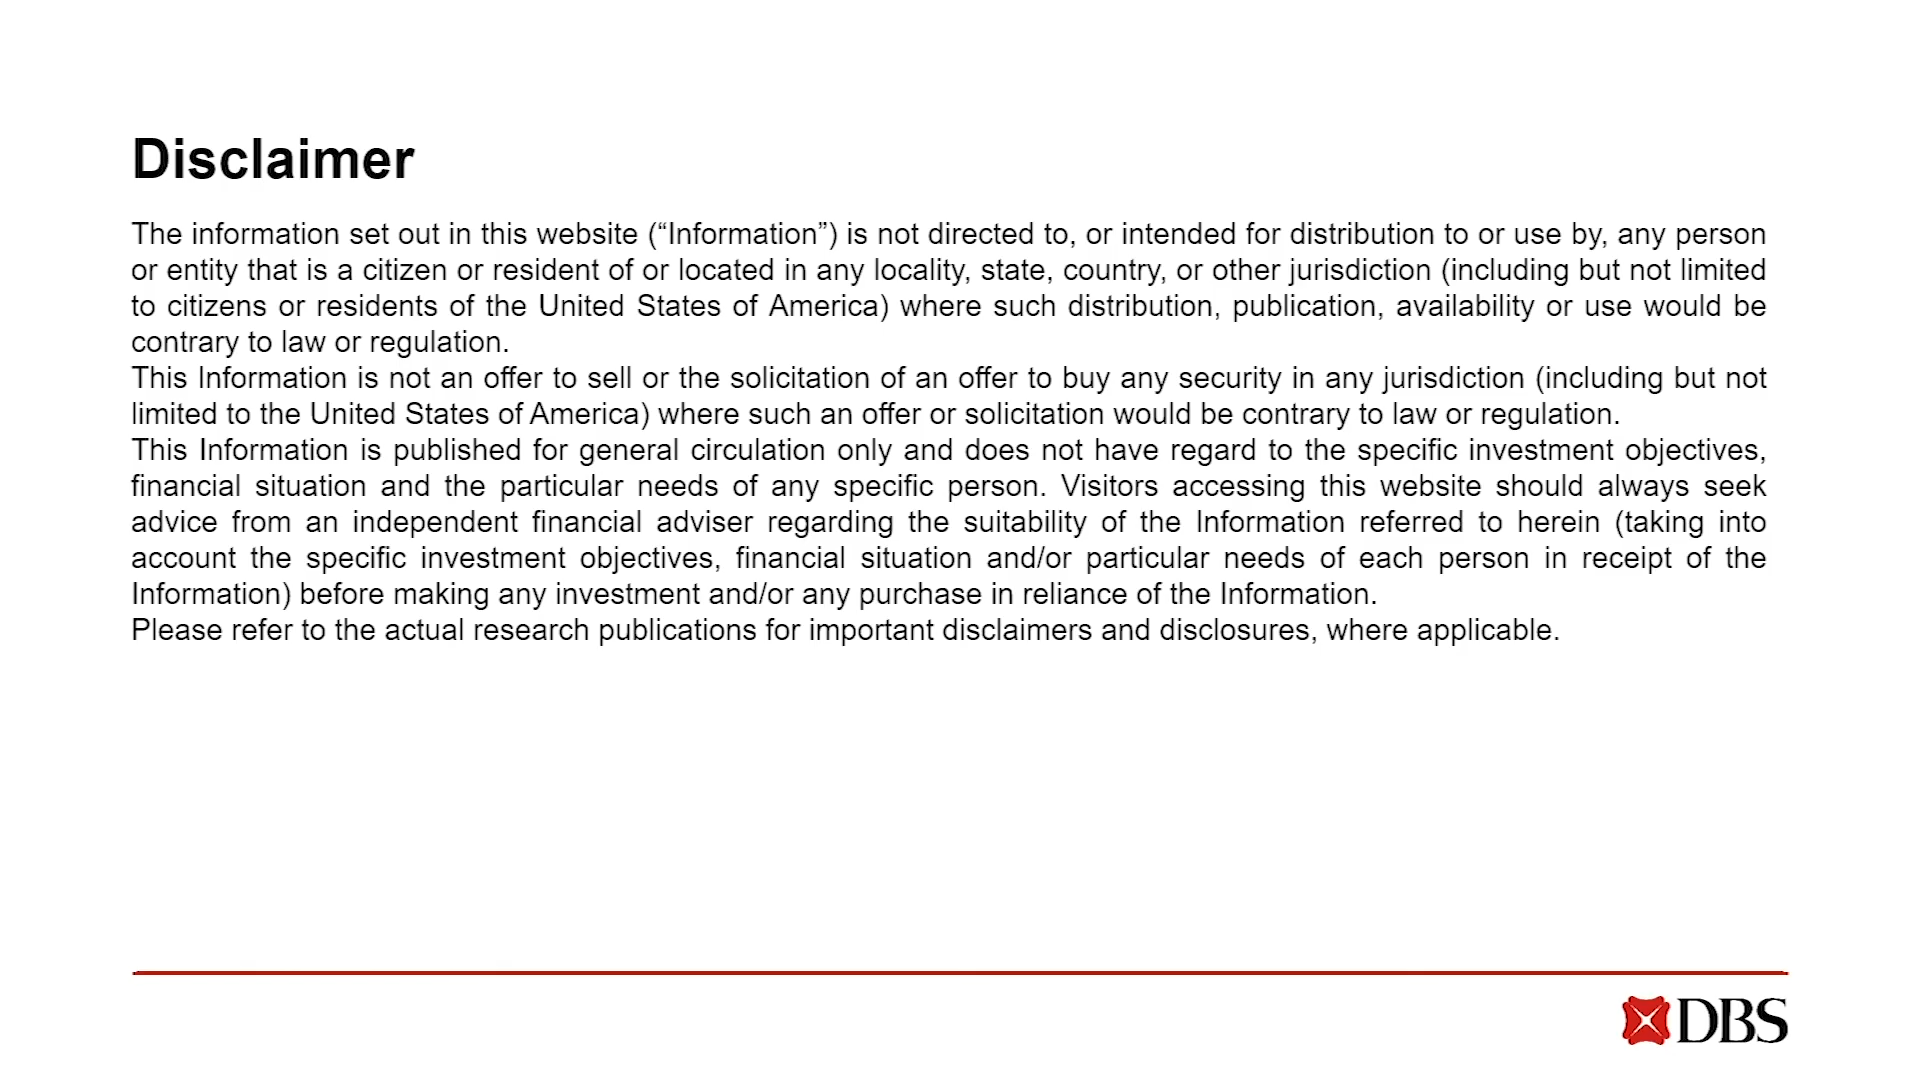 Disclaimer
The information set out in this website (“Information”) is not directed to, or intended for distribution to or use by, any person
or entity that is a citizen or resident of or located in any locality, state, country, or other jurisdiction (including but not limited
to citizens or residents of the United States of America) where such distribution, publication, availability or use would be
contrary to law or regulation.
This Information is not an offer to sell or the solicitation of an offer to buy any security in any jurisdiction (including but not
limited to the United States of America) where such an offer or solicitation would be contrary to law or regulation.
This Information is published for general circulation only and does not have regard to the specific investment objectives,
financial situation and the particular needs of any specific person. Visitors accessing this website should always seek
advice from an independent financial adviser regarding the suitability of the Information referred to herein (taking into
account the specific investment objectives, financial situation and/or particular needs of each person in receipt of the
Information) before making any investment and/or any purchase in reliance of the Information.
Please refer to the actual research publications for important disclaimers and disclosures, where applicable.
DBS